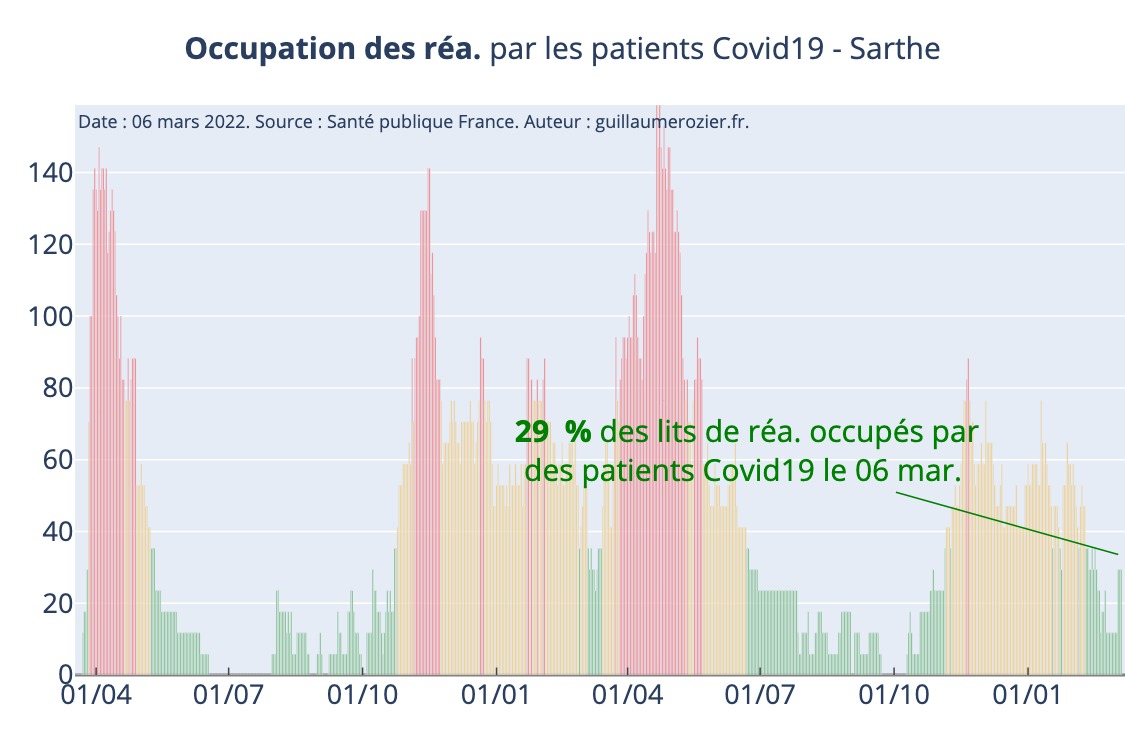 Occupation des réa. par les patients Covid19 - Sarthe
Date : 06 mars 2022. Source : Santé publique France. Auteur : guillaumerozier.fr.
140
120
100
80
29 % des lits de réa. occupés par
60
des patients Covid19 le 06 mar.
40
20
0
01/04 01/07 01/10 01/01 01/04 01/07 01/10 01/01